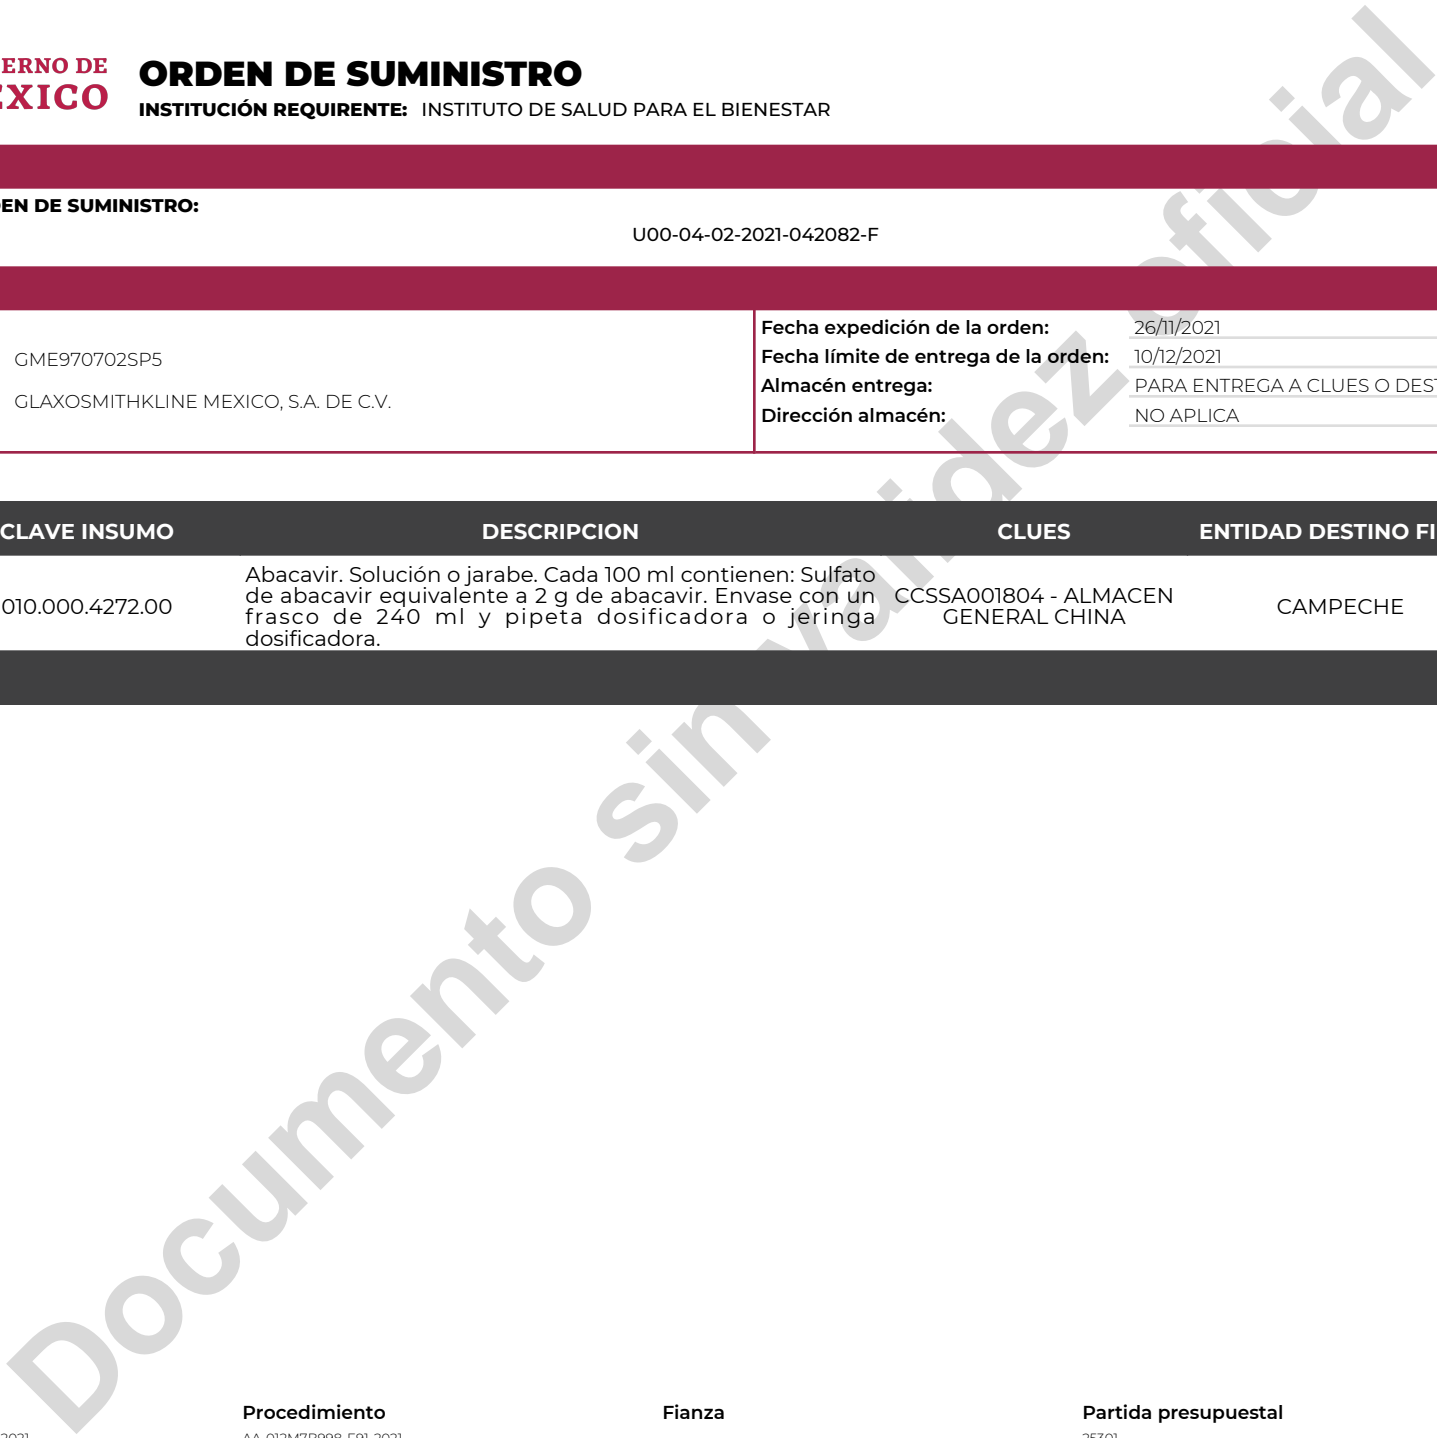 ERNO DE
EXICO
ORDEN DE SUMINISTRO
INSTITUCIÓN REQUIRENTE: INSTITUTO DE SALUD PARA EL BIENESTAR
EN DE SUMINISTRO:
U00-04-02-2021-042082-F
GME970702SP5
GLAXOSMITHKLINE MEXICO, S.A. DE C.V.
Fecha expedición de la orden: 26/11/2021
Fecha límite de entrega de la orden: 10/12/2021
Almacén entrega: PARA ENTREGA A CLUES O DEST
Dirección almacén: NO APLICA
CLAVE INSUMO DESCRIPCION CLUES ENTIDAD DESTINO FI
010.000.4272.00
Abacavir. Solución o jarabe. Cada 100 ml contienen: Sulfato
de abacavir equivalente a 2 g de abacavir. Envase con un
frasco de 240 ml y pipeta dosificadora o jeringa
dosificadora.
CCSSA001804 - ALMACEN
GENERAL CHINA
CAMPECHE
Documento sin validez oficial
Procedimiento Fianza Partida presupuestal